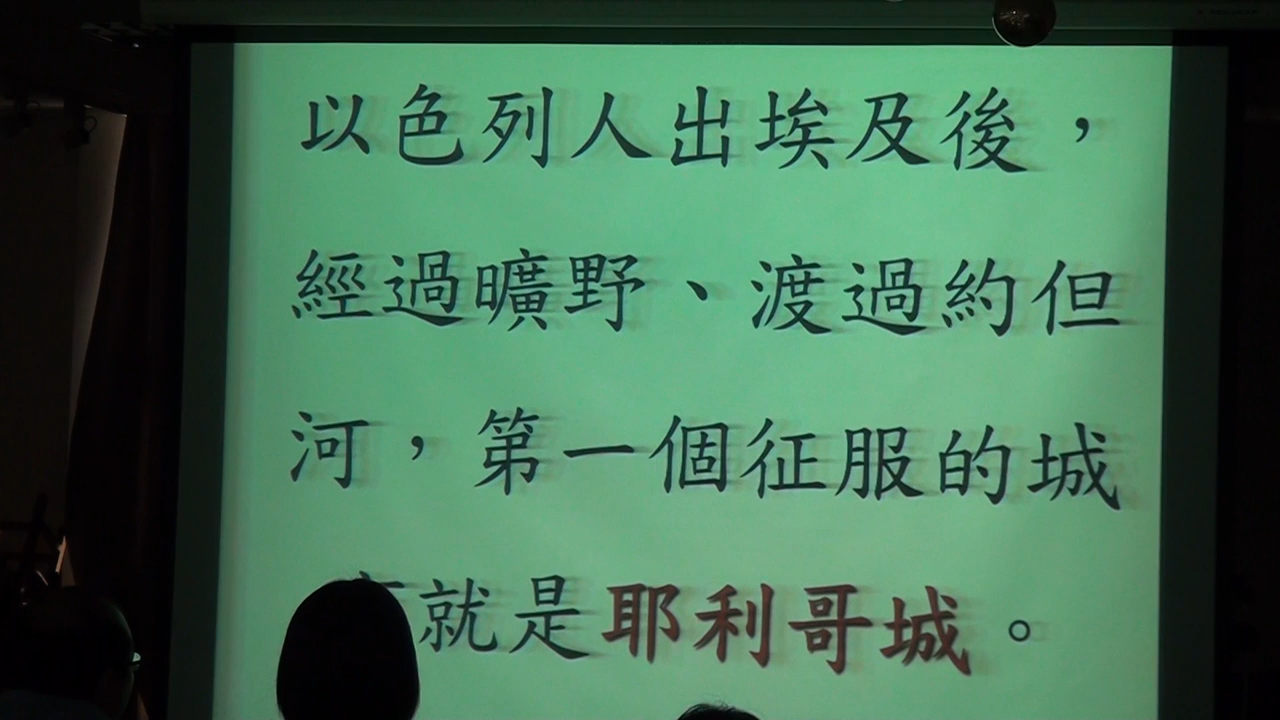 以色列人出埃及後，
經過曠野、渡過約但
河，第一個征服的城
就是耶利哥城。